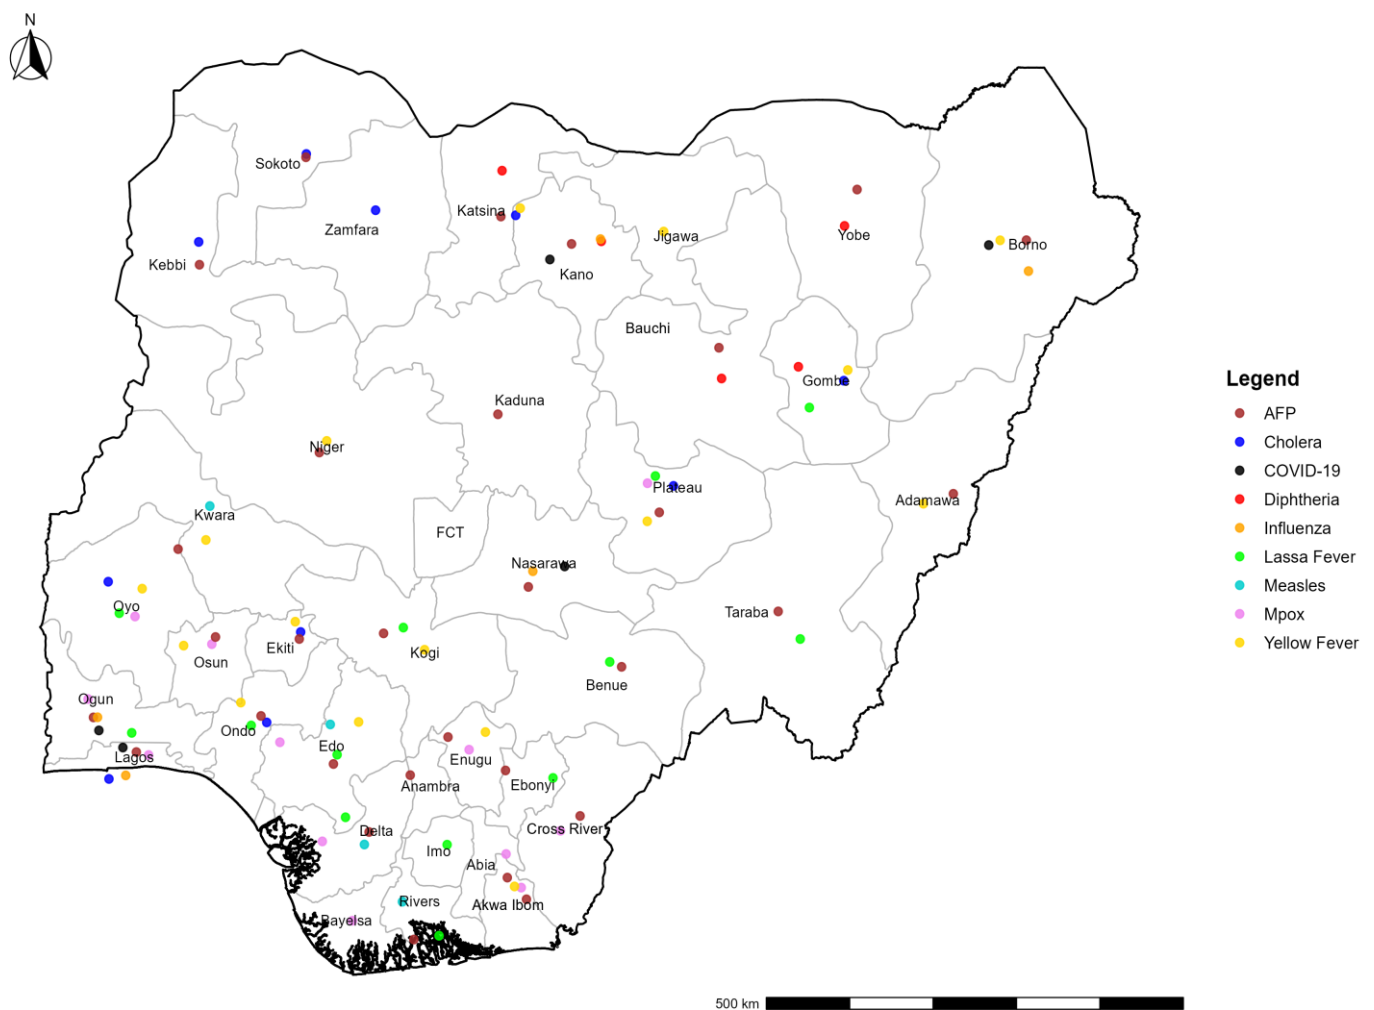 N
Sokoto
Katsina
Zamfara
Kebbi
Kano
Jigawa
Yobe
Borno
Bauchi
Gombe
Kaduna
Niger
Plateau
Adamawa
Kwara
FCT
Nasarawa
Oyo
Taraba
Osun
Ekiti
Kogi
Benue
Ogun
Ondo
Edo
Lagos
Enugu
Anambra
Ebonyi
Delta
Cross River
Imo
Abia
Rivers
Akwa Ibom
Bayelsa
Legend
AFP
Cholera
COVID-19
Diphtheria
Influenza
Lassa Fever
Measles
Mpox
Yellow Fever
500 km